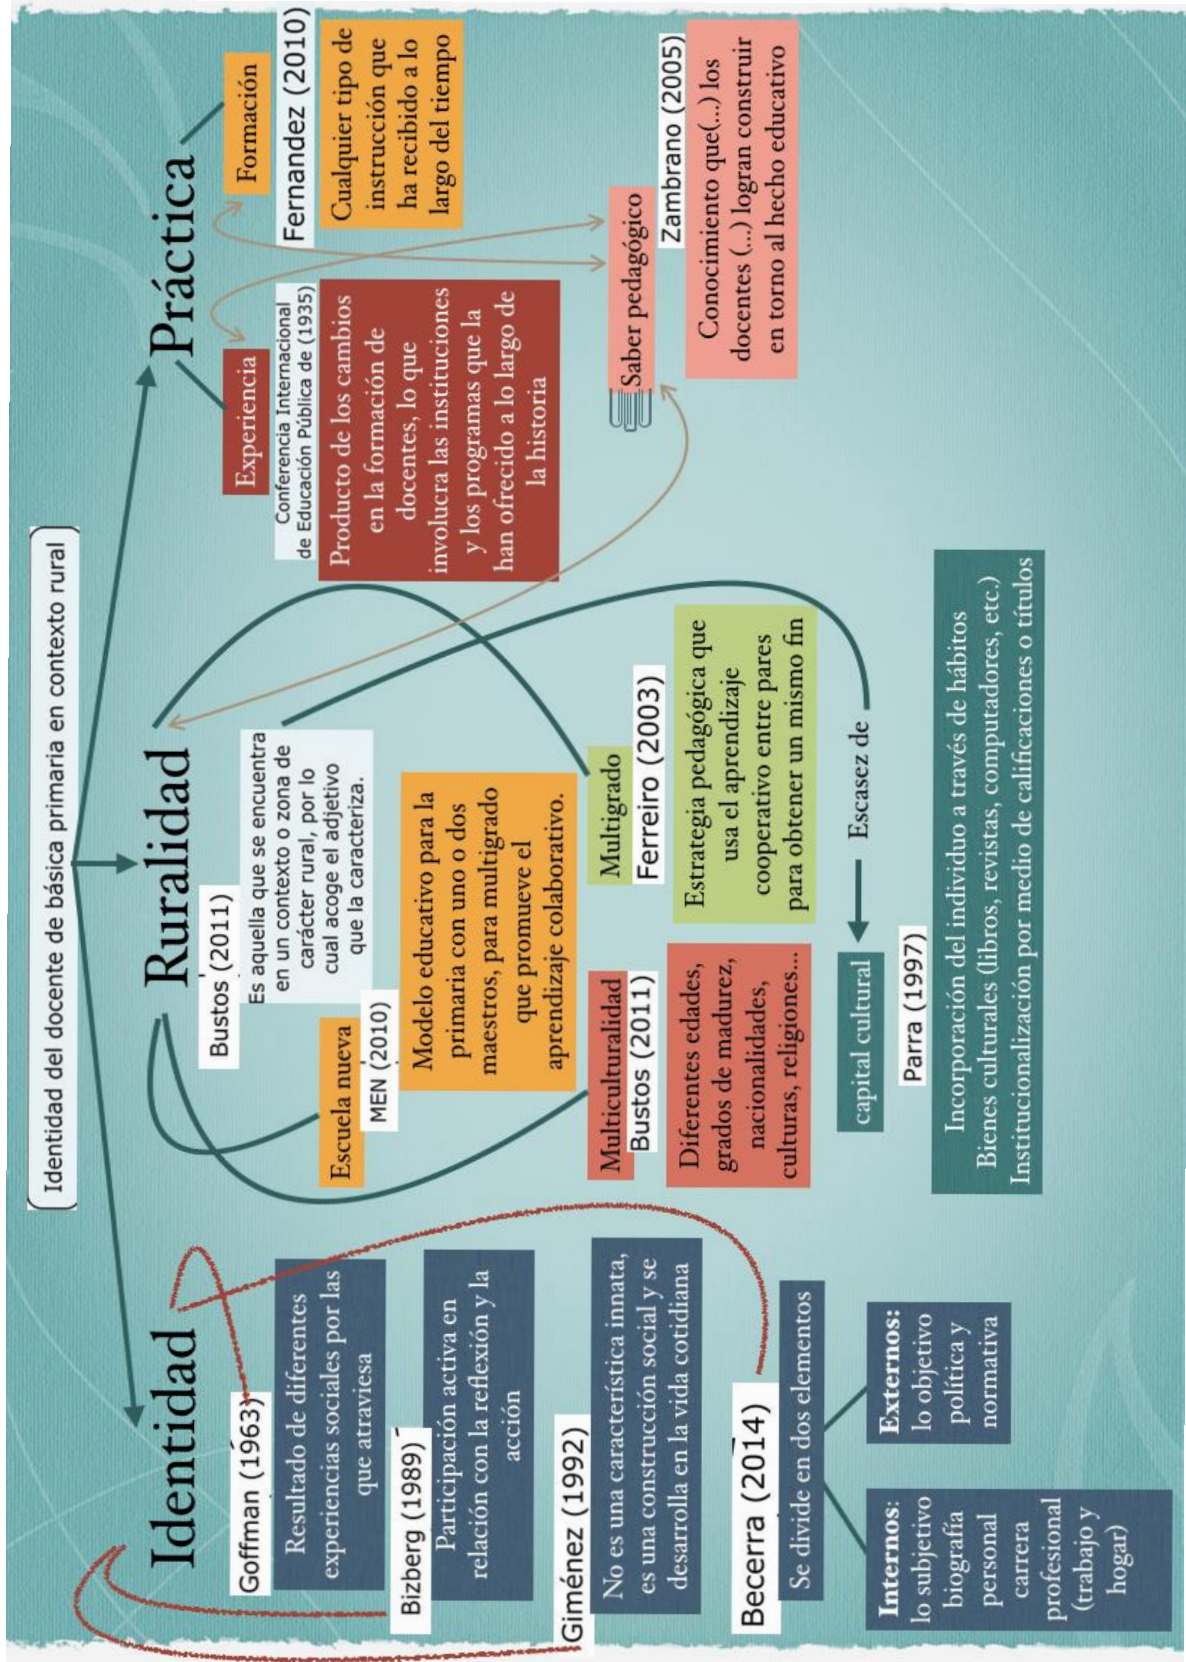 Identidad del docente de básica primaria en contexto rural
Identidad
Goffman (1963)
Resultado de diferentes
experiencias sociales por las
que atraviesa
Bizberg (1989)
Participación activa en
relación con la reflexión y la
acción
Giménez (1992)
No es una característica innata,
es una construcción social y se
desarrolla en la vida cotidiana
Becerra (2014)
Se divide en dos elementos
Internos:
lo subjetivo
biografía
personal
carrea
profesional
(trabajo y
hogar)
Externos:
lo objetivo
política y
normativa
Ruralidad
Bustos (2011)
Es aquella que se encuentra
en un contexto o zona de
carácter rural, por lo
cual acoge el adjetivo
que la caracteriza.
Escuela nueva
MEN (2010)
Modelo educativo para la
primaria con uno o dos
maestros, para multigrado
que promueve el
aprendizaje colaborativo.
Multiculturalidad
Bustos (2011)
Diferentes edades,
grados de madurez,
nacionalidades,
culturas, religiones...
Multigrado
Ferreiro (2003)
Estrategia pedagógica que
usa el aprendizaje
cooperativo entre pares
para obtener un mismo fin
Escasez de
capital cultural
Parra (1997)
Incorporación del individuo a través de hábitos
Bienes culturales (libros, revistas, computadores, etc.)
Institucionalización por medio de calificaciones o títulos
Práctica
Experiencia
Conferencia Internacional
de Educación Pública de (1935)
Producto de los cambios
en la formación de
docentes, lo que
involucra las instituciones
y los programas que la
han ofrecido a lo largo de
la historia
Formación
Fernandez (2010)
Cualquier tipo de
instrucción que
ha recibido a lo
largo del tiempo
Saber pedagógico
Zambrano (2005)
Conocimiento que(...) los
docentes (...) logran construir
en torno al hecho educativo